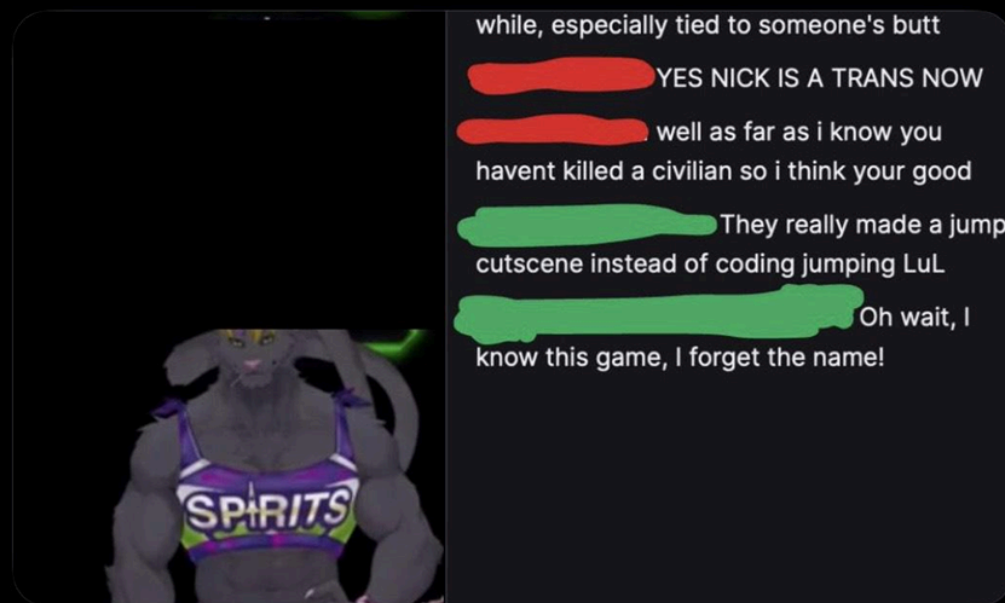 while, especially tied to someone's butt
YES NICK IS A TRANS NOW
well as far as i know you
havent killed a civilian so i think your good
They really made a jump
cutscene instead of coding jumping LuL
Oh wait, I
know this game, I forget the name!
SPIRITS